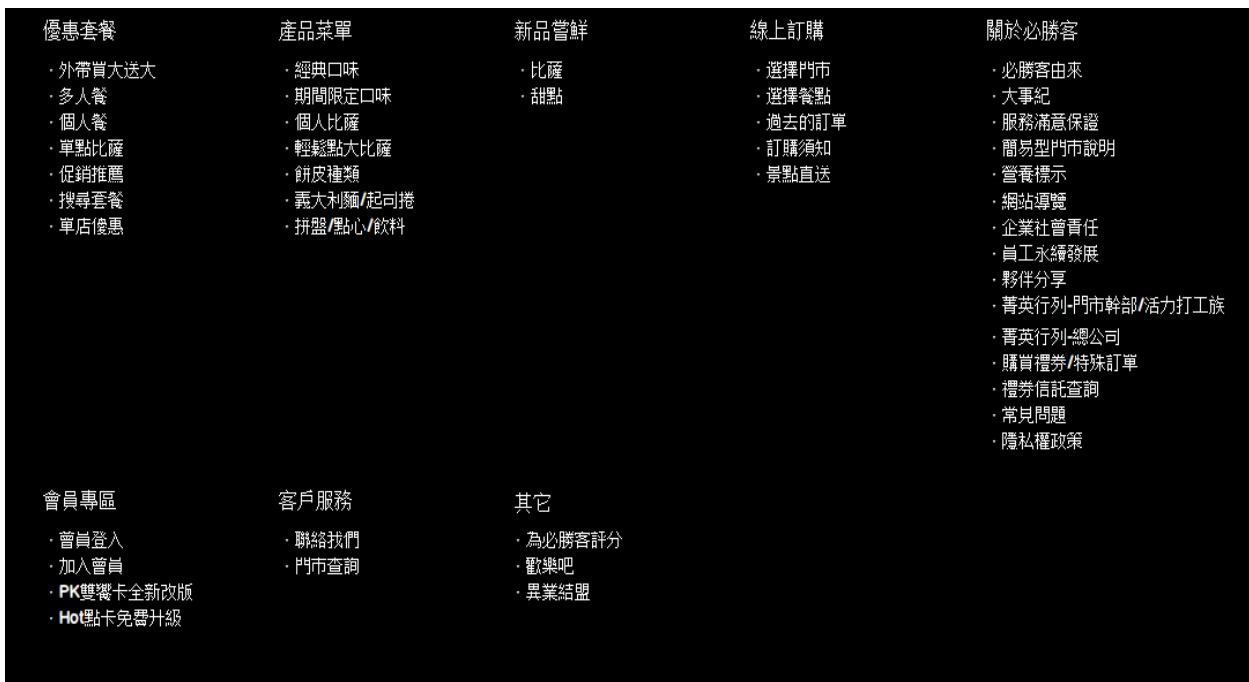 優惠套餐
·外帶買大送大
·多人餐
·個人餐
·單點比薩
·促銷推薦
·搜尋套餐
·單店優惠
產品菜單
·經典口味
·期間限定口味
·個人比薩
·輕鬆點大比薩
·餅皮種類
·義大利麵/起司捲
·拼盤/點心/飲料
新品嘗鮮
·比薩
·甜點
線上訂購
·選擇門市
·選擇餐點
·過去的訂單
·訂購須知
·景點直送
關於必勝客
·必勝客由來
·大事紀
·服務滿意保證
·簡易型門市說明
·營養標示
·網站導覽
·企業社會責任
·員工永續發展
·夥伴分享
·菁英行列-門市幹部/活力打工族
·菁英行列-總公司
·購買禮券/特殊訂單
·禮券信託查詢
·常見問題
·隱私權政策
會員專區
·會員登入
·加入會員
·PK雙饗卡全新改版
·Hot點卡免費升級
客戶服務
·聯絡我們
·門市查詢
其它
·為必勝客評分
·歡樂吧
·異業結盟